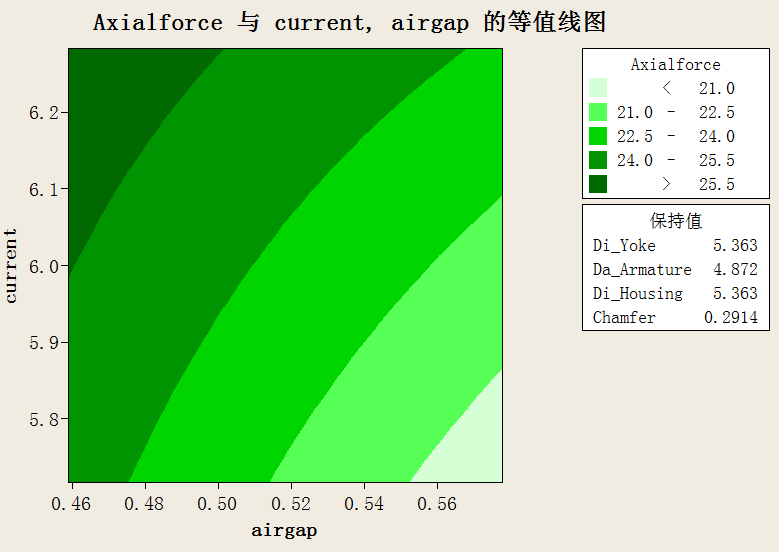 Axialforce 与 current, airgap 的等值线图
Axialforce
< 21.0
21.0 - 22.5
22.5 - 24.0
24.0 - 25.5
> 25.5
保持值
Di_Yoke 5.363
Da_Armature 4.872
Di_Housing 5.363
Chamfer 0.2914
current
6.2
6.1
6.0
5.9
5.8
0.46 0.48 0.50 0.52 0.54 0.56
airgap